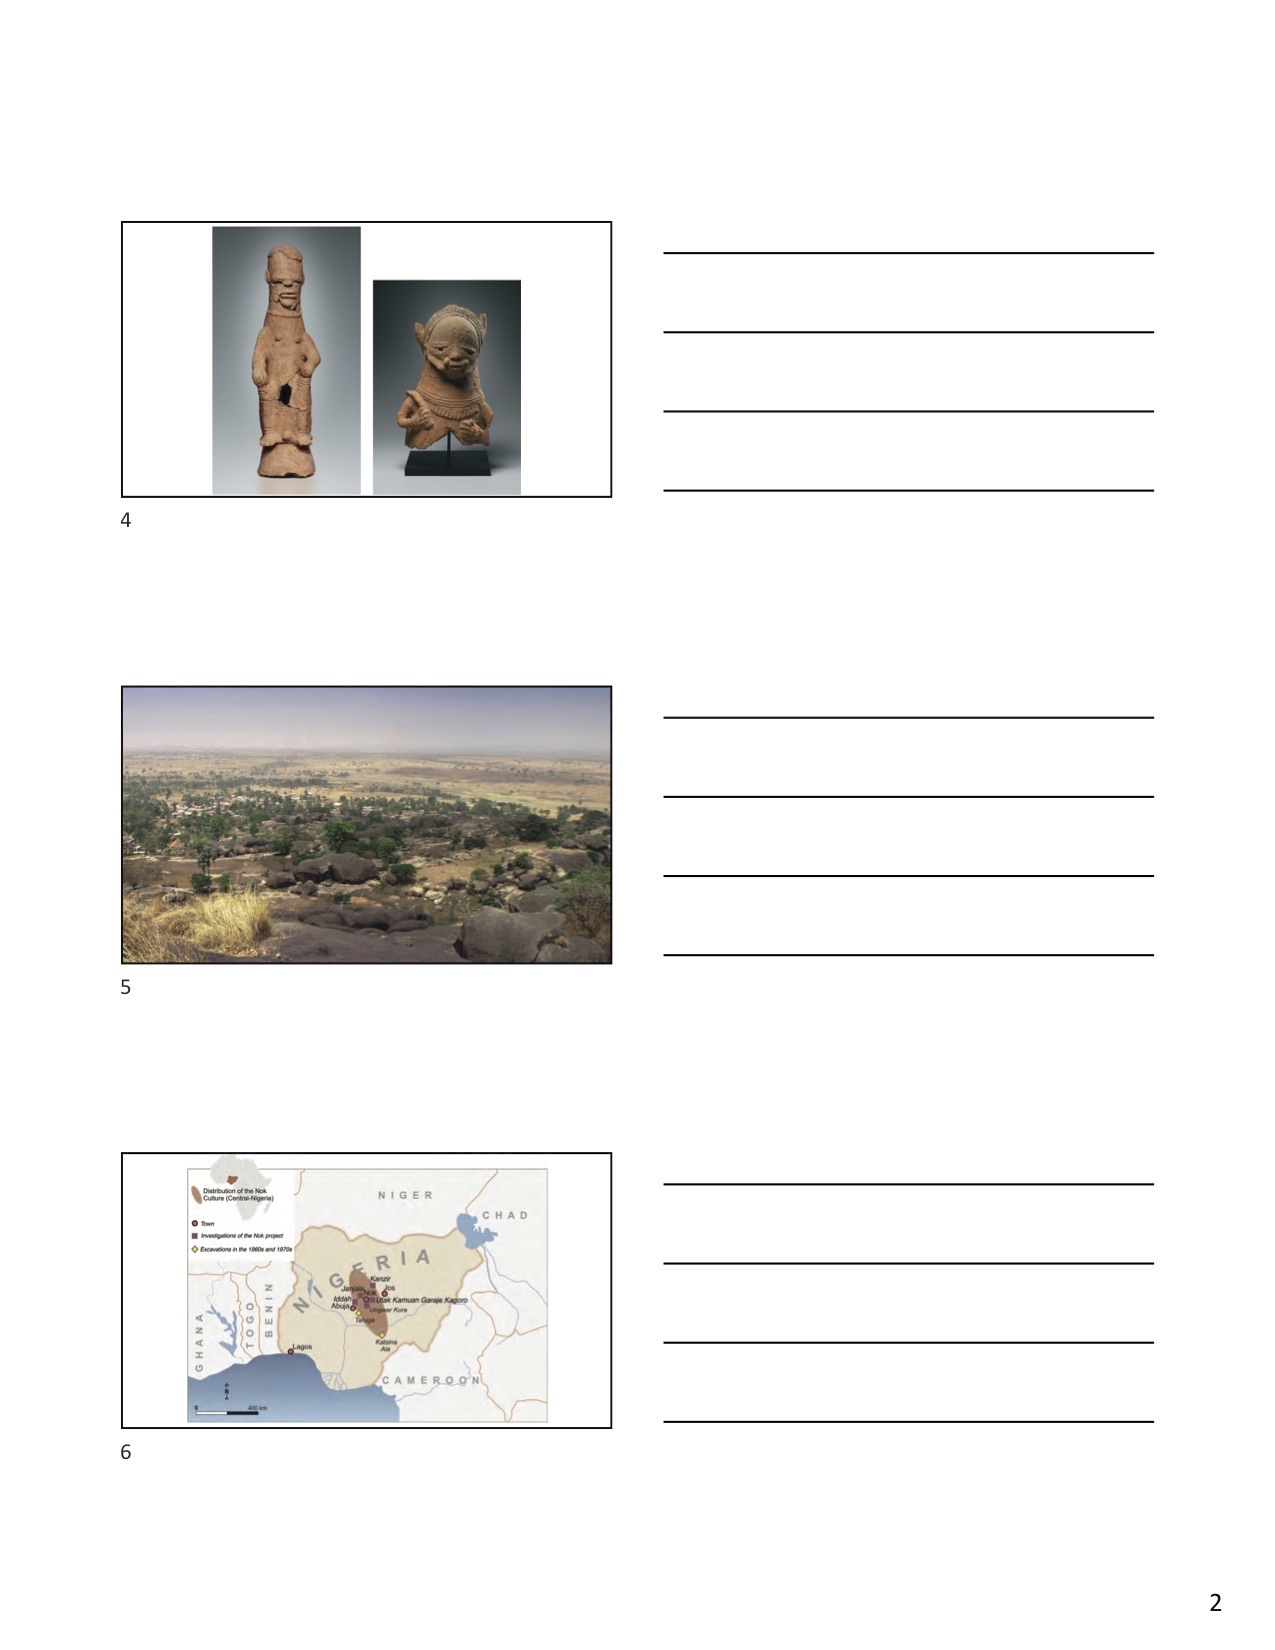 4
5
Distribution of the Nok
Culture (Central-Nigeria)
Town
Investigations of the Nok project
Excavations in the 1960s and 1970s
NIGER
CHAD
NIGERIA
Kanzir
Janjala
Nok
Jos
Iddah
Utak Kamuan Garaje Kagoro
Abuja
Ungwar Kura
Taruga
Katsina
Ala
GHANA
TOGO
BENIN
Lagos
CAMEROON
N
0
400 km
6
2